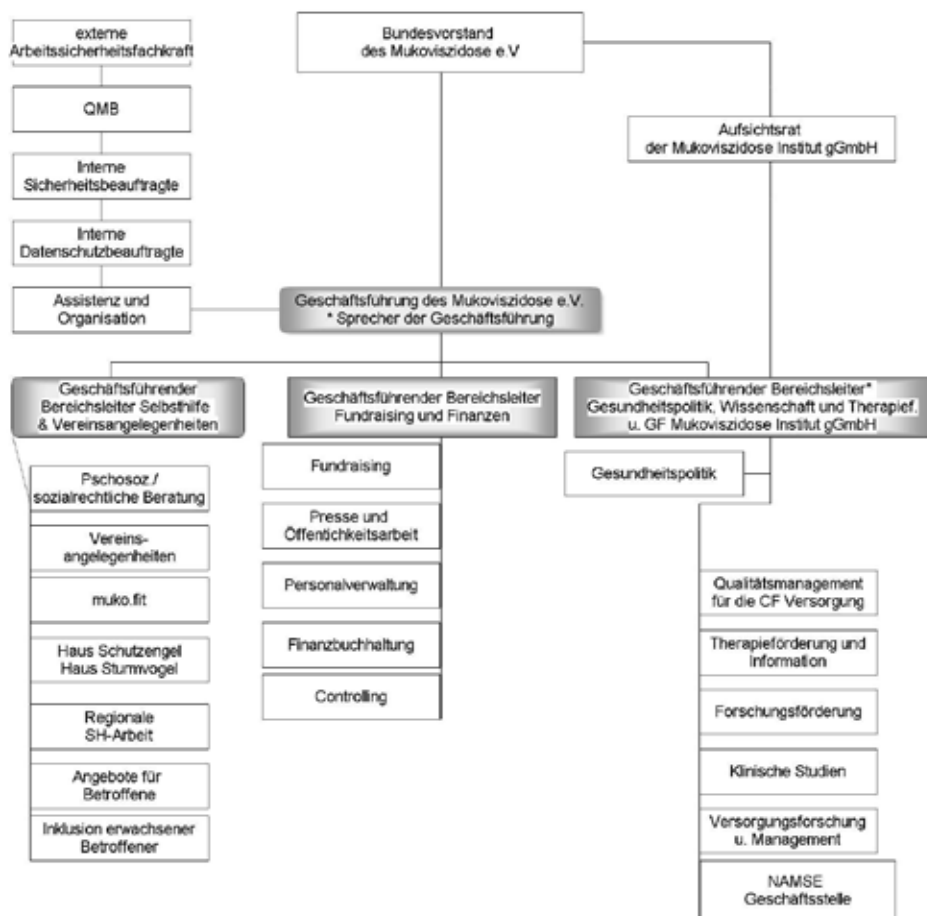 externe
Arbeitssicherheitsfachkraft
QMB
Interne
Sicherheitsbeauftragte
Interne
Datenschutzbeauftragte
Assistenz und
Organisation
Bundesvorstand
des Mukoviszidose e.V
Aufsichtsrat
der Mukoviszidose Institut gGmbH
Geschäftsführung des Mukoviszidose e.V.
* Sprecher der Geschäftsführung
Geschäftsführender
Bereichsleiter Selbsthilfe
& Vereinsangelegenheiten
Pschosoz./
sozialrechtliche Beratung
Vereins-
angelegenheiten
muko.fit
Haus Schutzengel
Haus Sturmvogel
Regionale
SH-Arbeit
Angebote für
Betroffene
Inklusion erwachsener
Betroffener
Geschäftsführender Bereichsleiter
Fundraising und Finanzen
Fundraising
Presse und
Öffentichkeitsarbeit
Personalverwaltung
Finanzbuchhaltung
Controlling
Geschäftsführender Bereichsleiter*
Gesundheitspolitik, Wissenschaft und Therapief.
u. GF Mukoviszidose Institut gGmbH
Gesundheitspolitik
Qualitätsmanagement
für die CF Versorgung
Therapieförderung und
Information
Forschungsförderung
Klinische Studien
Versorgungsforschung
u. Management
NAMSE
Geschäftsstelle